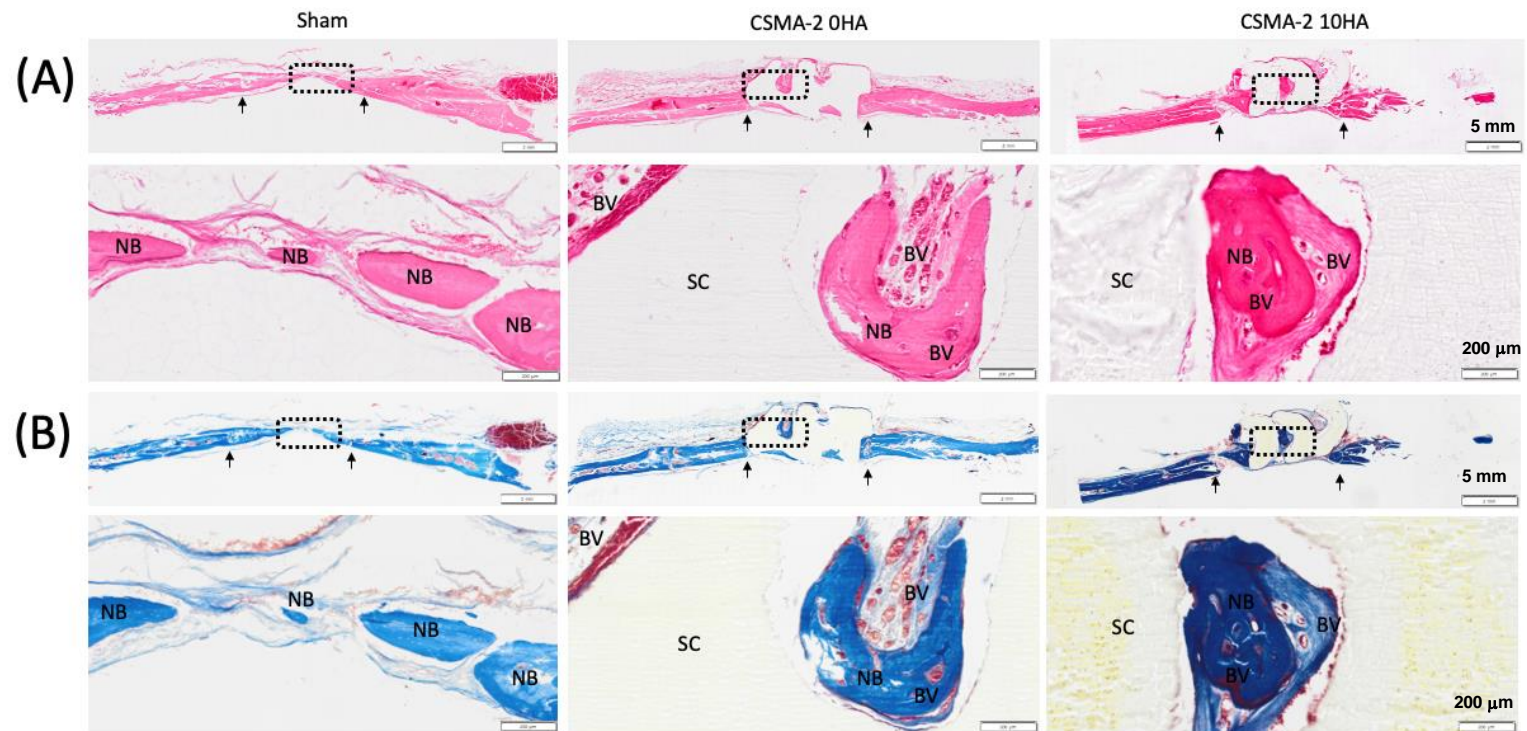 Sham CSMA-2 0HA CSMA-2 10HA
(A)
5 mm
NB NB NB NB
BV SC BV NB BV
SC NB BV BV
200 μm
(B)
5 mm
NB NB NB NB
BV SC BV NB BV
SC NB BV BV
200 μm